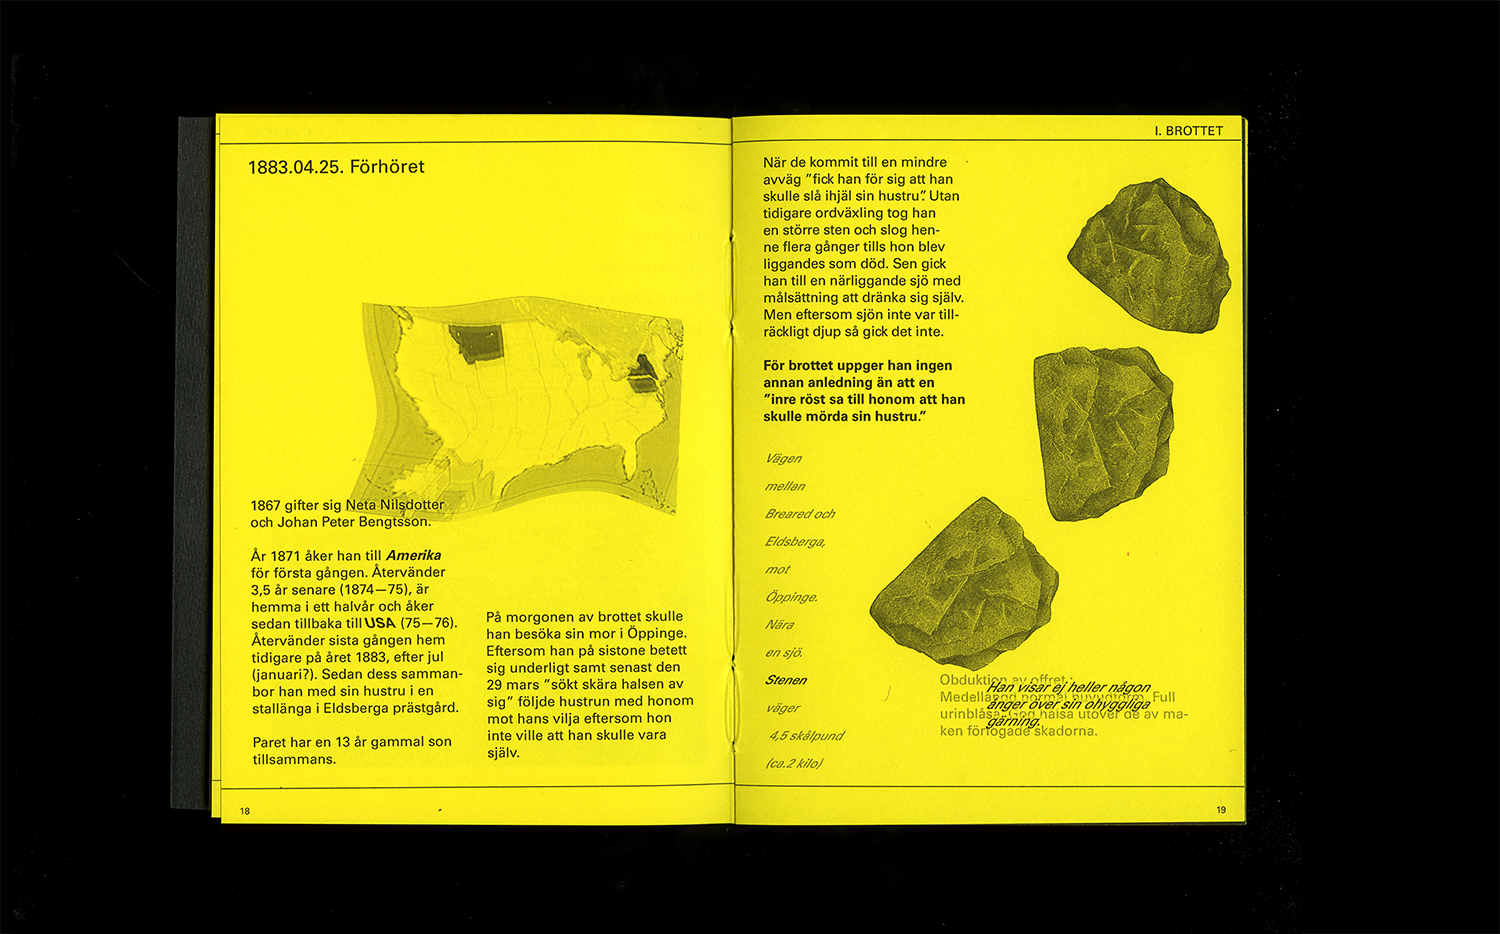 1883.04.25. Förhöret
1867 gifter sig Neta Nilsdotter
och Johan Peter Bengtsson.
År 1871 åker han till Amerika
för första gången. Återvänder
3,5 år senare (1874—75), är
hemma i ett halvår och åker
sedan tillbaka till USA (75—76).
Återvänder sista gången hem
tidigare på året 1883, efter jul
(januari?). Sedan dess samman-
bor han med sin hustru i en
stallänga i Eldsberga prästgård.
Paret har en 13 år gammal son
tillsammans.
På morgonen av brottet skulle
han besöka sin mor i Öppinge.
Eftersom han på sistone betett
sig underligt samt senast den
29 mars ”sökt skära halsen av
sig” följde hustrun med honom
mot hans vilja eftersom hon
inte ville att han skulle vara
själv.
18
I. BROTTET
När de kommit till en mindre
avväg ”fick han för sig att han
skulle slå ihjäl sin hustru”. Utan
tidigare ordväxling tog han
en större sten och slog hen-
ne flera gånger tills hon blev
liggandes som död. Sen gick
han till en närliggande sjö med
målsättning att dränka sig själv.
Men eftersom sjön inte var till-
räckligt djup så gick det inte.
För brottet uppger han ingen
annan anledning än att en
”inre röst sa till honom att han
skulle mörda sin hustru.”
Vägen
mellan
Breared och
Eldsberga,
mot
Öppinge.
Nära
en sjö.
Stenen
väger
4,5 skålpund
(ca.2 kilo)
Obduktion av offret:
Medellängd normal huvudform. Full
urinblåsa. God hälsa utöver de av ma-
ken förfogade skadorna.
Han visar ej heller någon
ånger över sin ohyggliga
gärning.
19